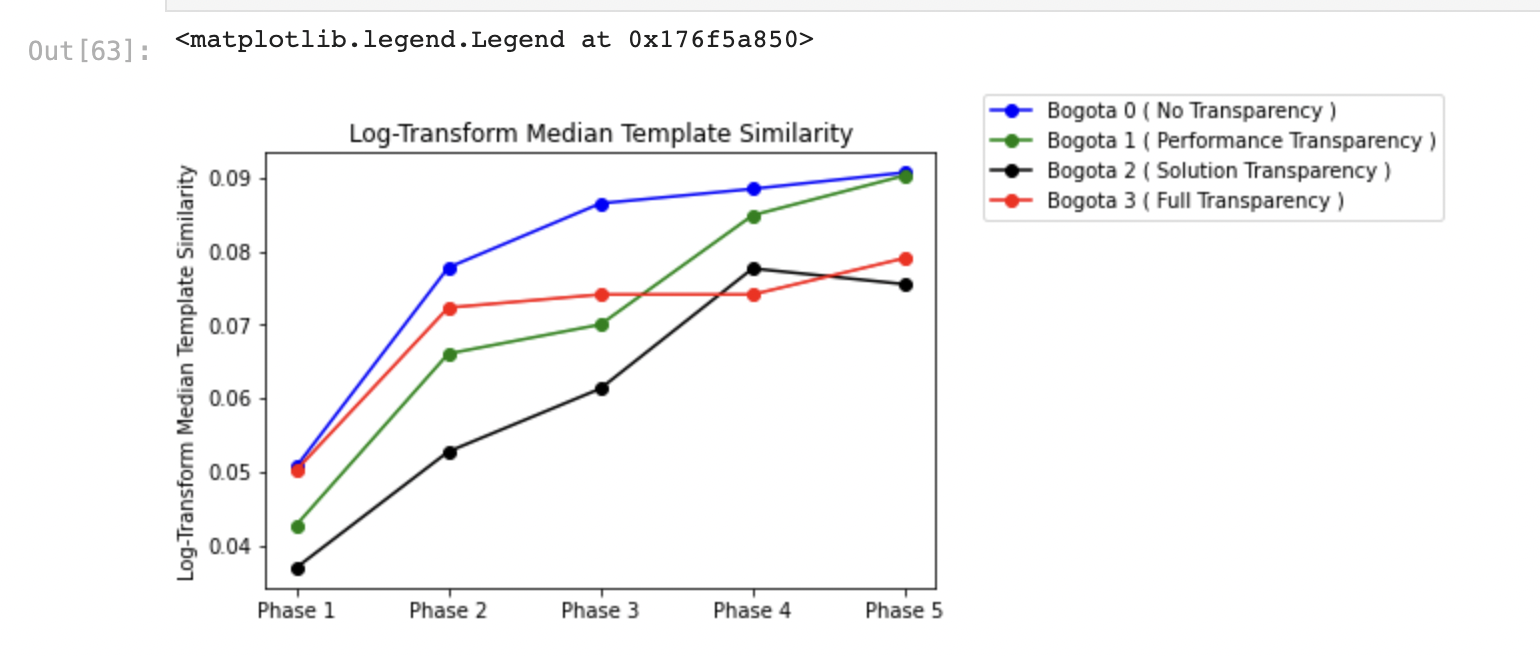 Out[63]:
<matplotlib.legend.Legend at 0x176f5a850>
Log-Transform Median Template Similarity
Bogota 0 ( No Transparency )
Bogota 1 ( Performance Transparency )
Bogota 2 ( Solution Transparency )
Bogota 3 ( Full Transparency )
Log-Transform Median Template Similarity
0.09
0.08
0.07
0.06
0.05
0.04
Phase 1 Phase 2 Phase 3 Phase 4 Phase 5